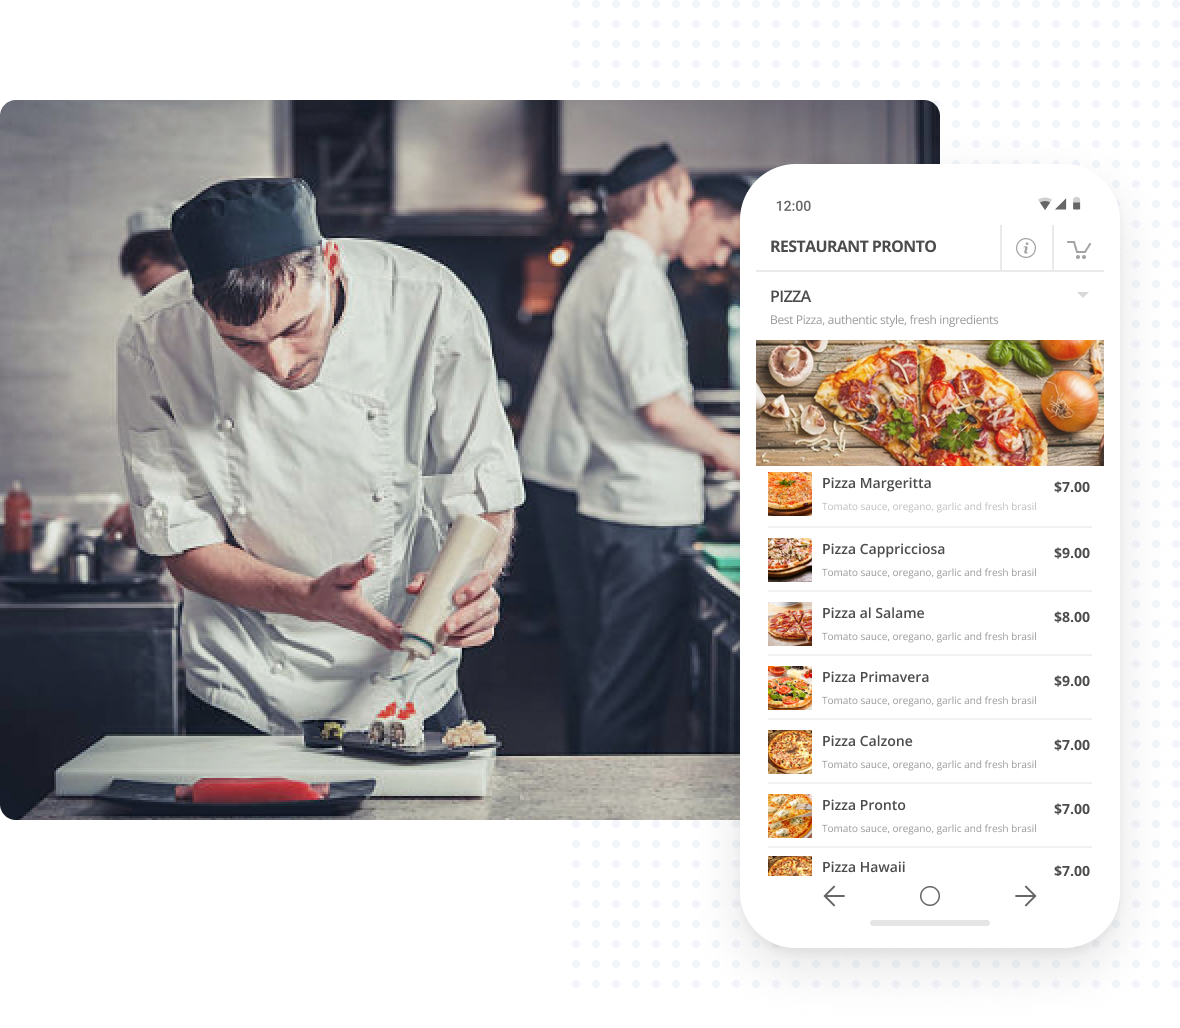 12:00
RESTAURANT PRONTO
PIZZA
Best Pizza, authentic style, fresh ingredients
Pizza Margeritta
$7.00
Tomato sauce, oregano, garlic and fresh brasil
Pizza Cappricciosa
$9.00
Tomato sauce, oregano, garlic and fresh brasil
Pizza al Salame
$8.00
Tomato sauce, oregano, garlic and fresh brasil
Pizza Primavera
$9.00
Tomato sauce, oregano, garlic and fresh brasil
Pizza Calzone
$7.00
Tomato sauce, oregano, garlic and fresh brasil
Pizza Pronto
$7.00
Tomato sauce, oregano, garlic and fresh brasil
Pizza Hawaii
$7.00